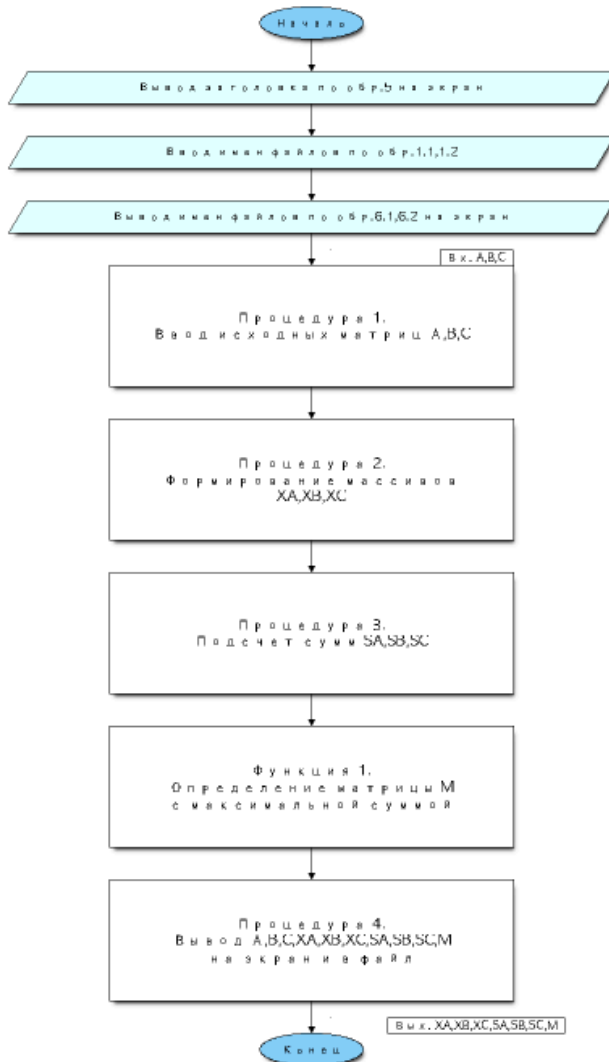 Начало
Вывод заголовка по обр.5 на экран
Ввод имен файлов по обр.1.1,1.2
Вывод имен файлов по обр.6.1,6.2 на экран
Вх. A,B,C
Процедура 1.
Ввод исходных матриц A,B,C
Процедура 2.
Формирование массивов
XA,XB,XC
Процедура 3.
Подсчет сумм SA,SB,SC
Функция 1.
Определение матрицы M
с максимальной суммой
Процедура 4.
Вывод A,B,C,XA,XB,XC,SA,SB,SC,M
на экран и в файл
Вых. XA,XB,XC,SA,SB,SC,M
Конец